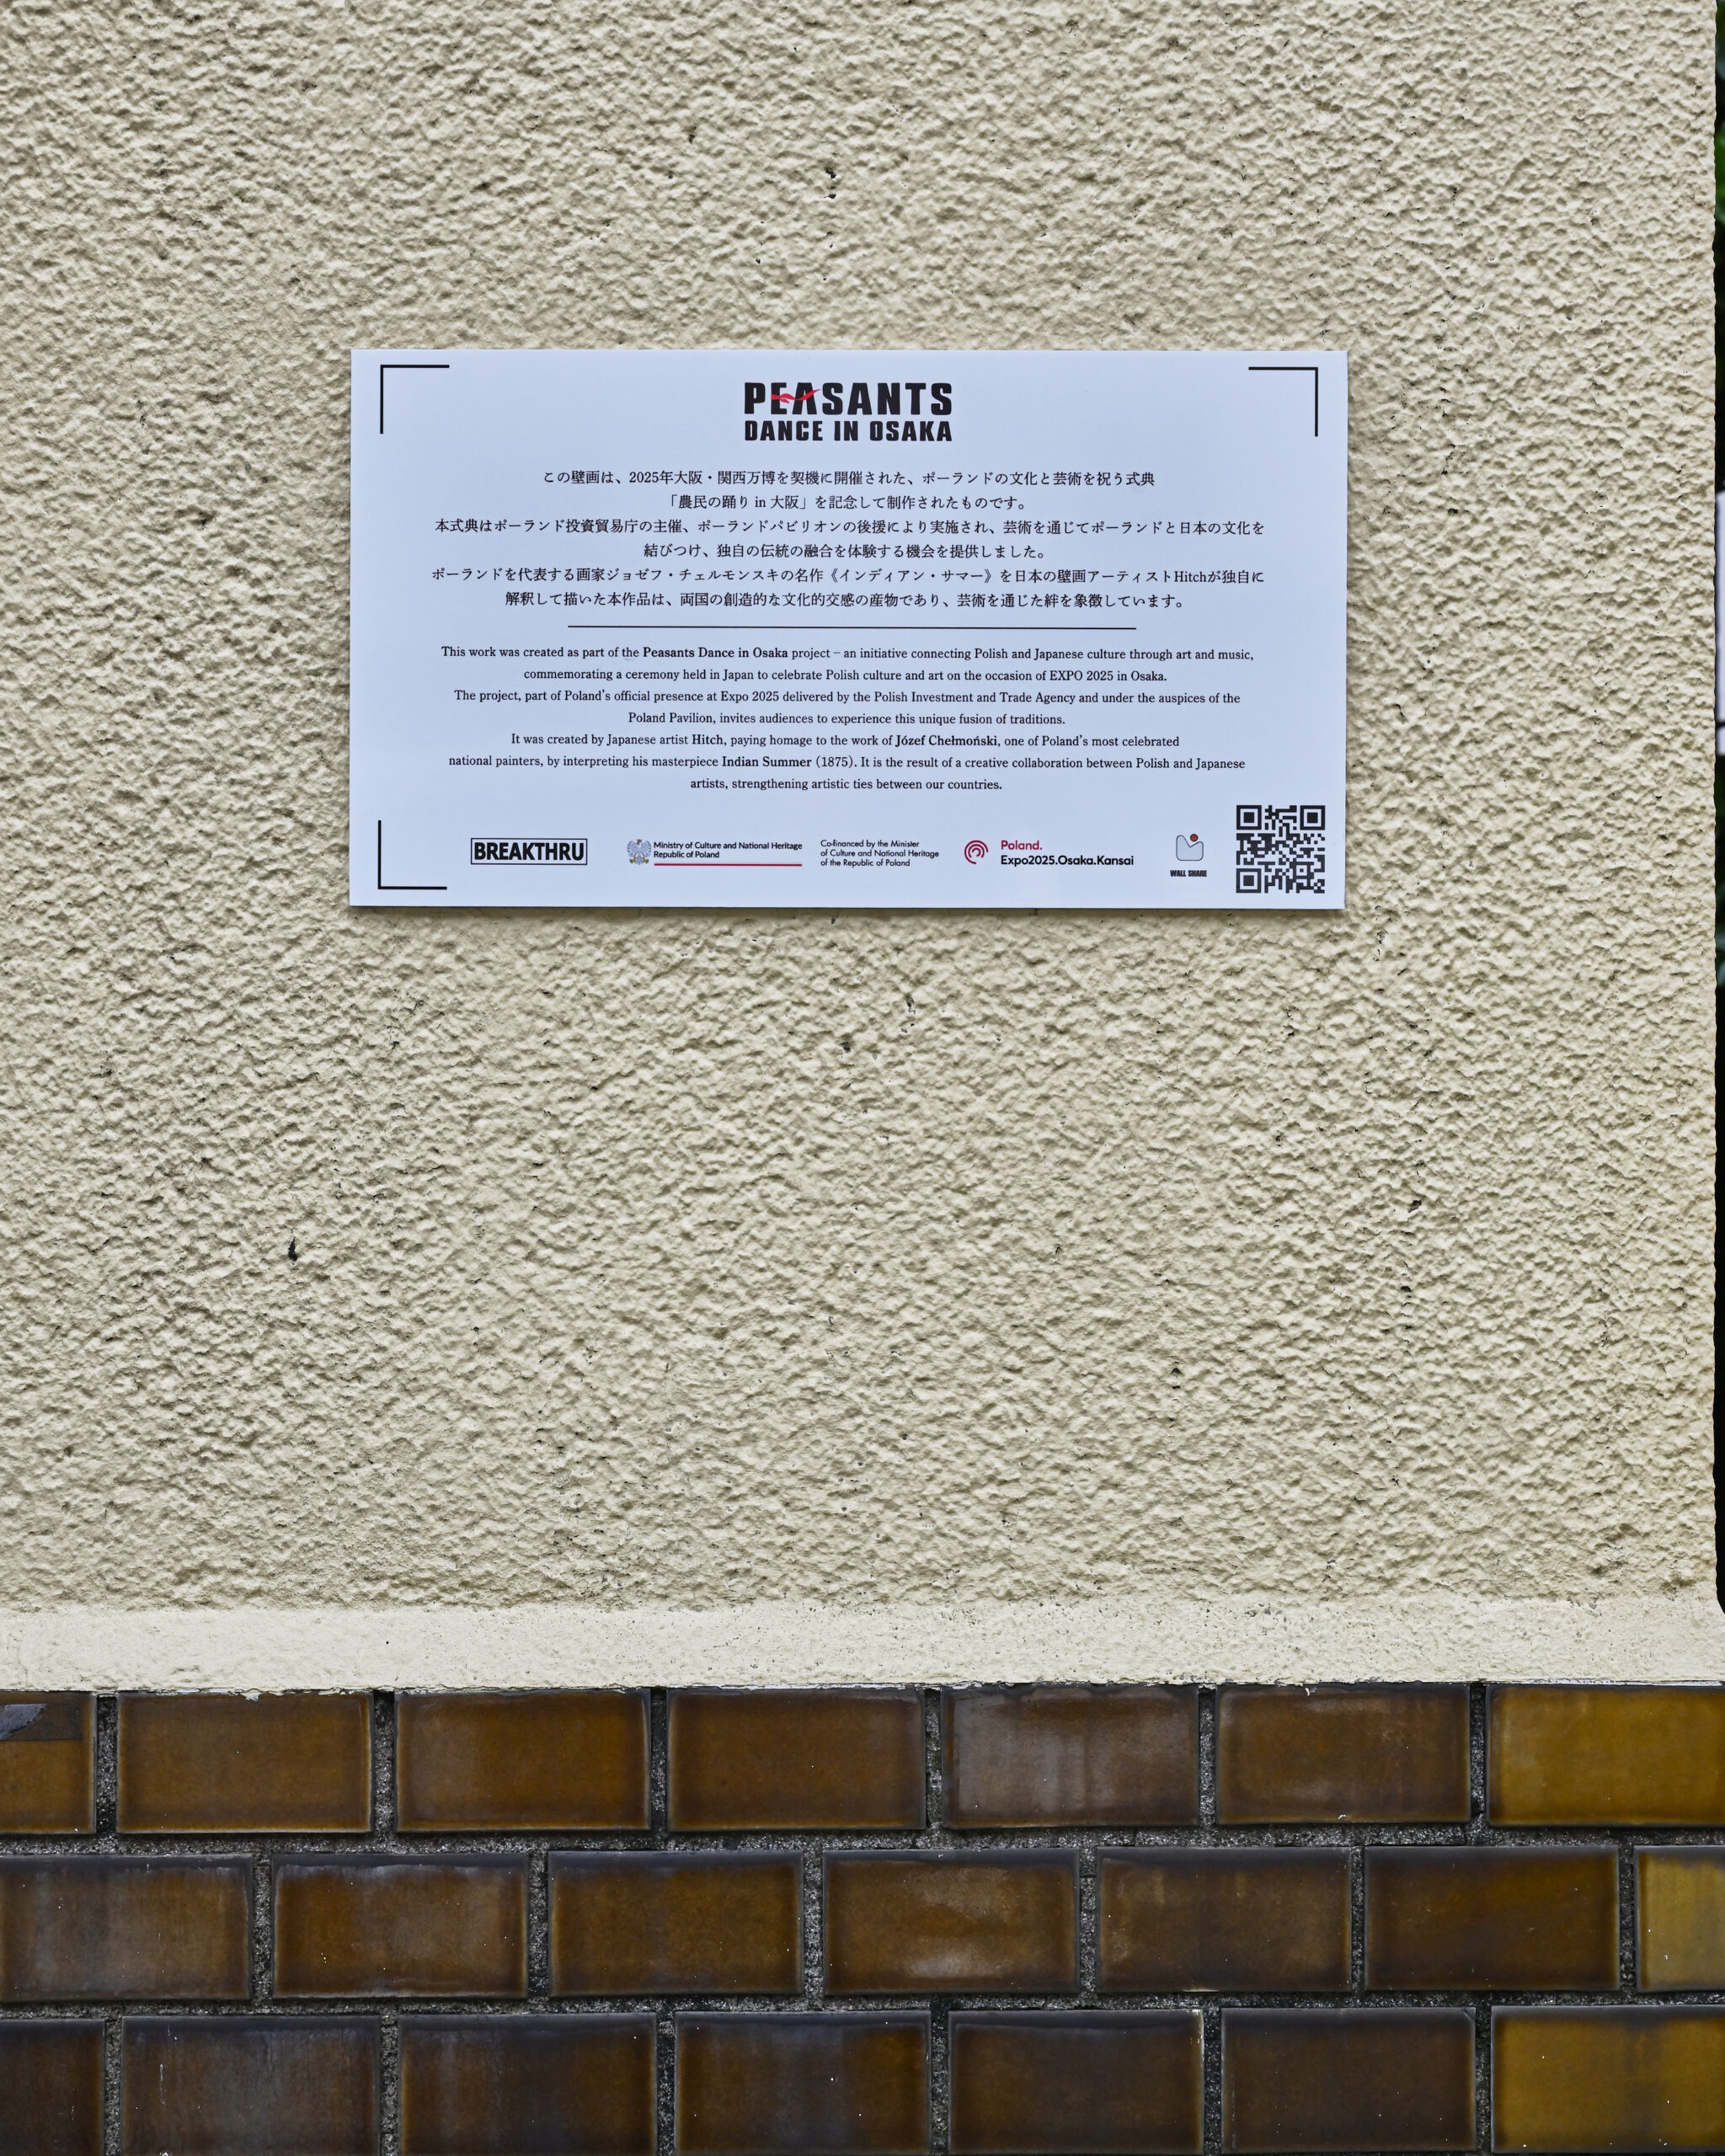 PEASANTS
DANCE IN OSAKA
この壁画は、2025年大阪・関西万博を契機に開催された、ポーランドの文化と芸術を祝う式典
「農民の踊り in 大阪」を記念して制作されたものです。
本式典はポーランド投資貿易庁の主催、ポーランドパビリオンの後援により実施され、芸術を通じてポーランドと日本の文化を
結びつけ、独自の伝統の融合を体験する機会を提供しました。
ポーランドを代表する画家ジョゼフ・チェルモンスキの名作《インディアン・サマー》を日本の壁画アーティストHitchが独自に
解釈して描いた本作品は、両国の創造的な文化的交感の産物であり、芸術を通じた絆を象徴しています。
This work was created as part of the Peasants Dance in Osaka project – an initiative connecting Polish and Japanese culture through art and music,
commemorating a ceremony held in Japan to celebrate Polish culture and art on the occasion of EXPO 2025 in Osaka.
The project, part of Poland's official presence at Expo 2025 delivered by the Polish Investment and Trade Agency and under the auspices of the
Poland Pavilion, invites audiences to experience this unique fusion of traditions.
It was created by Japanese artist Hitch, paying homage to the work of Józef Chełmoński, one of Poland's most celebrated
national painters, by interpreting his masterpiece Indian Summer (1875). It is the result of a creative collaboration between Polish and Japanese
artists, strengthening artistic ties between our countries.
BREAKTHRU
Ministry of Culture and National Heritage
Republic of Poland
Co-financed by the Minister
of Culture and National Heritage
of the Republic of Poland
Poland.
Expo2025.Osaka.Kansai
WALL SHARE